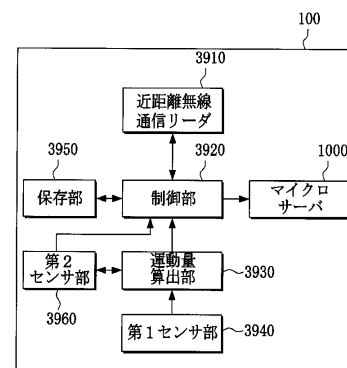 100
3910
近距離無線
通信リーダ
3950
3920
1000
保存部
制御部
マイクロ
サーバ
第2
センサ部
運動量
算出部
3930
3960
第1センサ部
3940